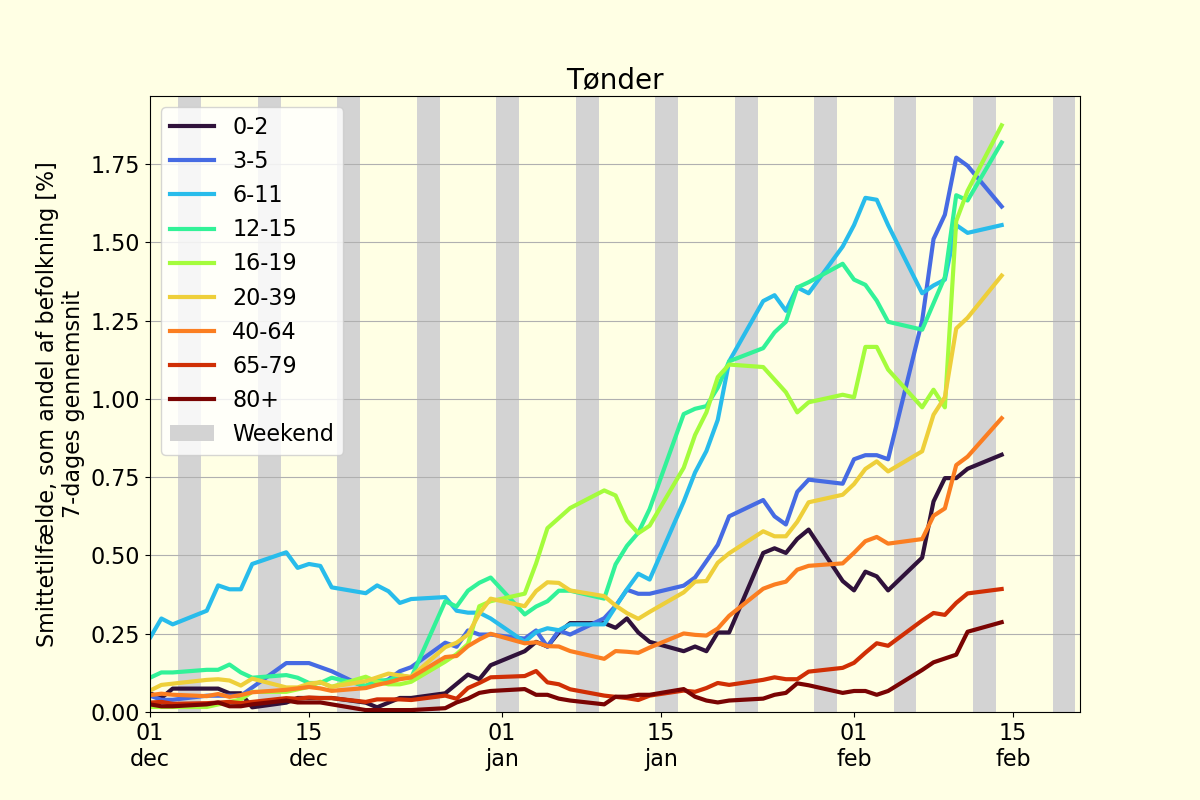 Tønder
Smittetilfælde, som andel af befolkning [%]
7-dages gennemsnit
1.75
1.50
1.25
1.00
0.75
0.50
0.25
0.00
0-2
3-5
6-11
12-15
16-19
20-39
40-64
65-79
80+
Weekend
01
dec
15
dec
01
jan
15
jan
01
feb
15
feb